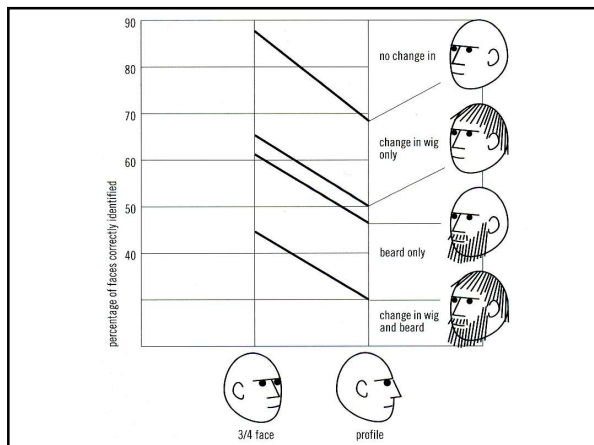 90
no change in
80
70
change in wig
only
60
50
beard only
40
change in wig
and beard
percentage of faces correctly identified
3/4 face
profile